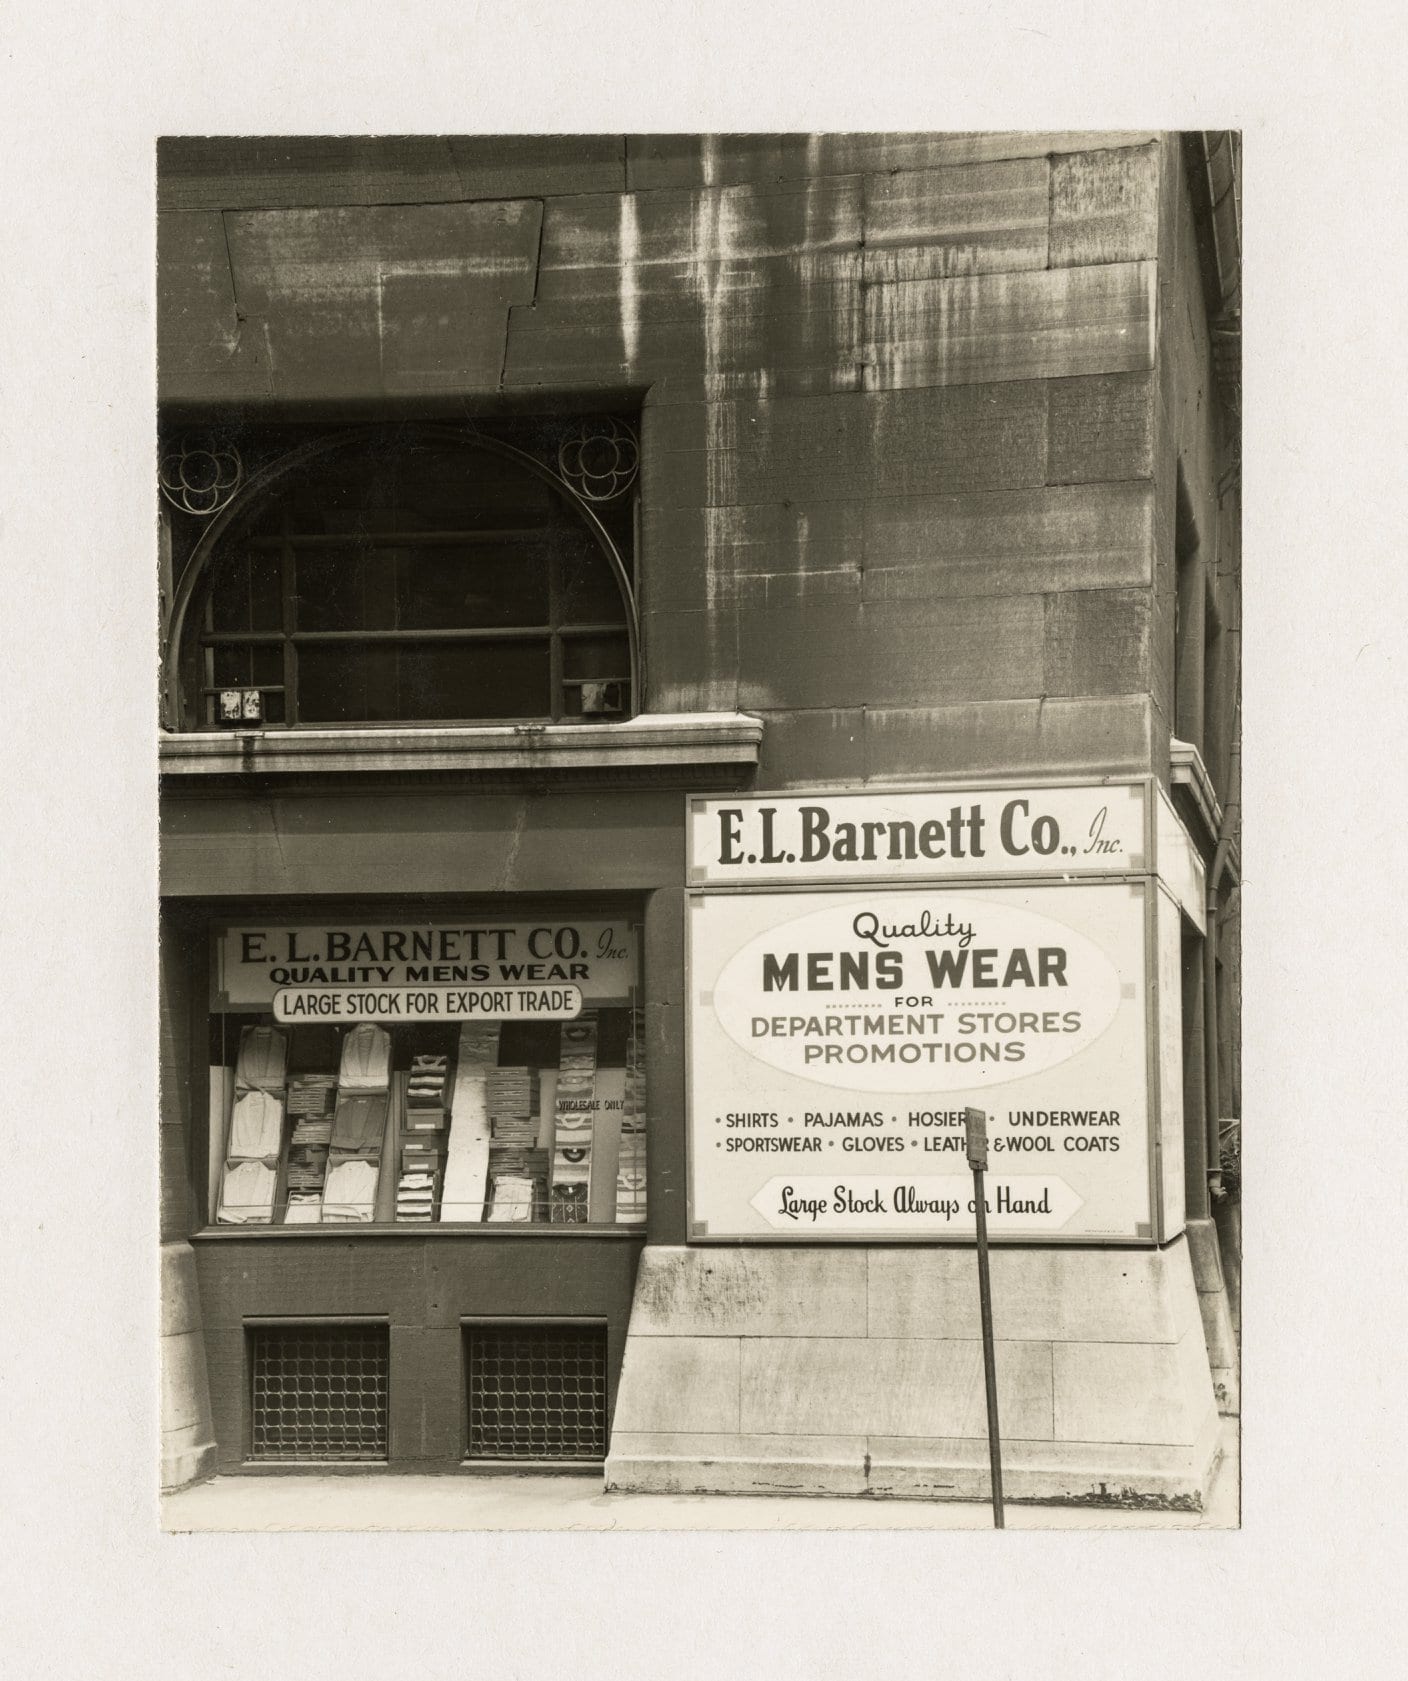 E. L. BARNETT CO. Inc.
QUALITY MENS WEAR
LARGE STOCK FOR EXPORT TRADE
WHOLESALE ONLY
E.L. Barnett Co., Inc.
Quality
MENS WEAR
FOR
DEPARTMENT STORES
PROMOTIONS
• SHIRTS • PAJAMAS • HOSIER • UNDERWEAR
• SPORTSWEAR • GLOVES • LEATHER & WOOL COATS
Large Stock Always on Hand